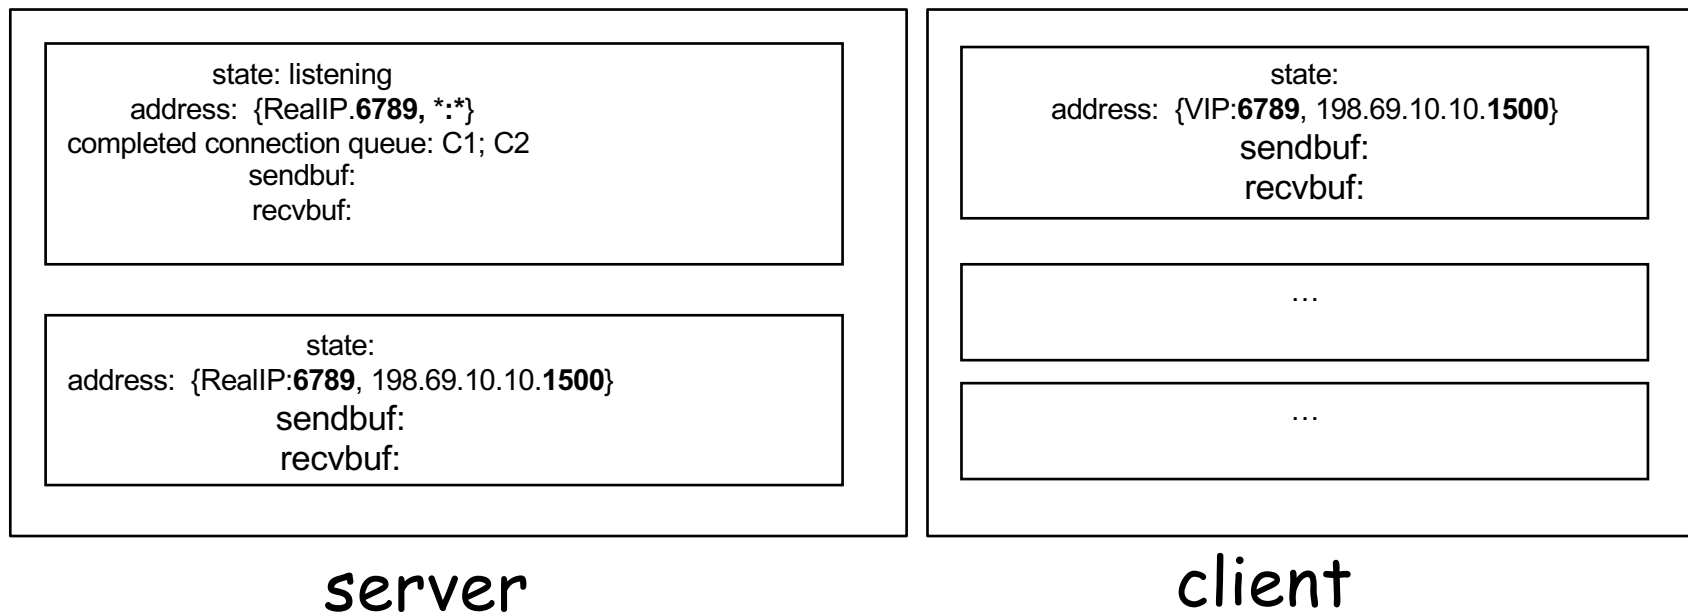 state: listening
address: {RealIP.6789, *:*}
completed connection queue: C1; C2
sendbuf:
recvbuf:
state:
address: {RealIP:6789, 198.69.10.10.1500}
sendbuf:
recvbuf:
server
state:
address: {VIP:6789, 198.69.10.10.1500}
sendbuf:
recvbuf:
…
…
client